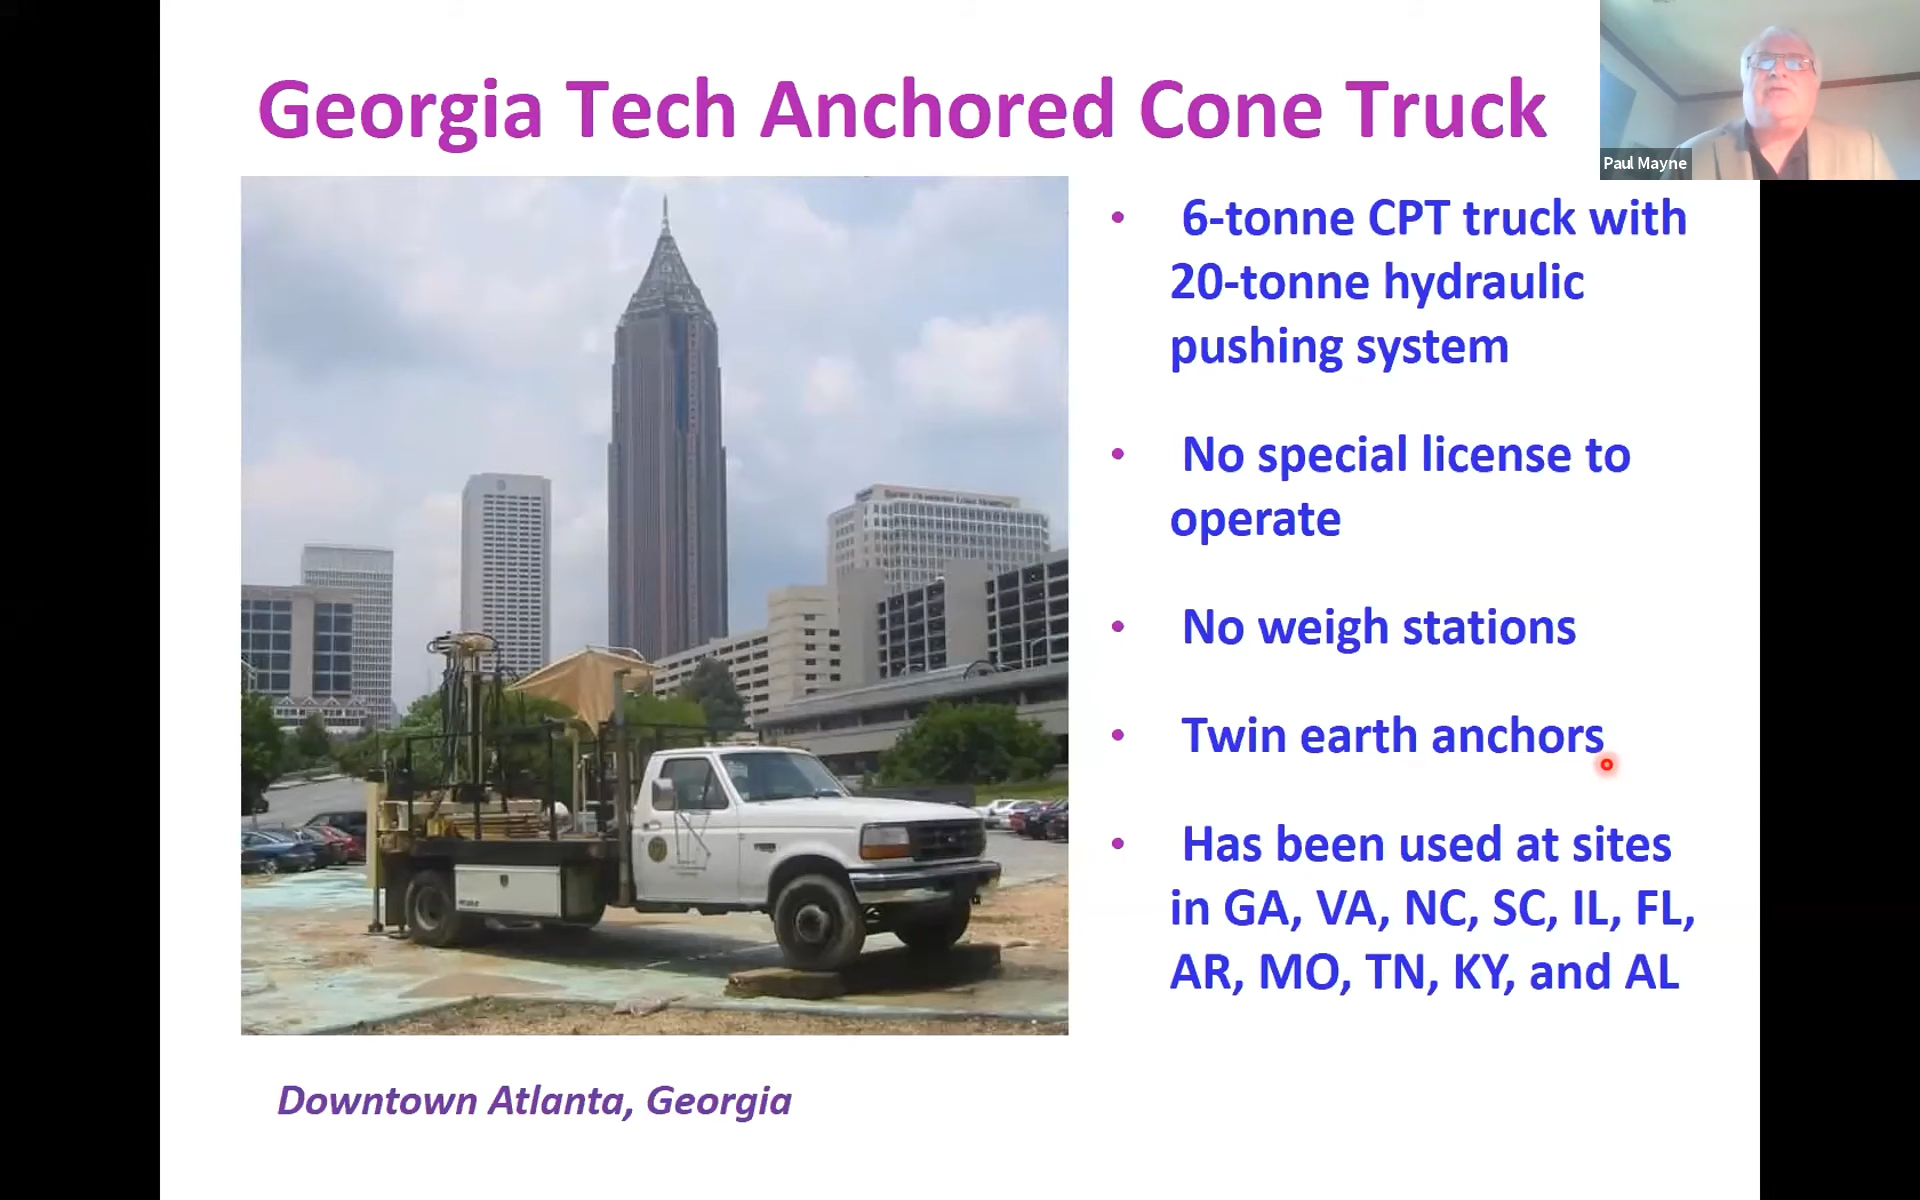 Georgia Tech Anchored Cone Truck
Paul Mayne
• 6-tonne CPT truck with
20-tonne hydraulic
pushing system
• No special license to
operate
• No weigh stations
• Twin earth anchors
• Has been used at sites
in GA, VA, NC, SC, IL, FL,
AR, MO, TN, KY, and AL
Downtown Atlanta, Georgia